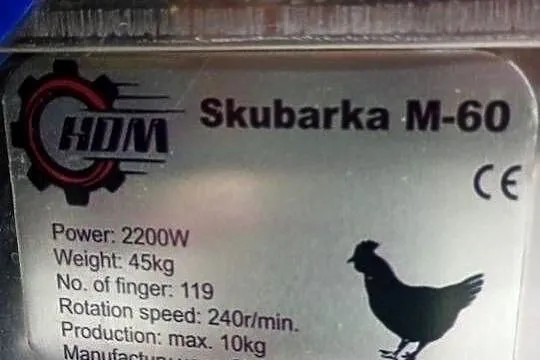 HDM
Skubarka M-60
CE
Power: 2200W
Weight: 45kg
No. of finger: 119
Rotation speed: 240r/min.
Production: max. 10kg